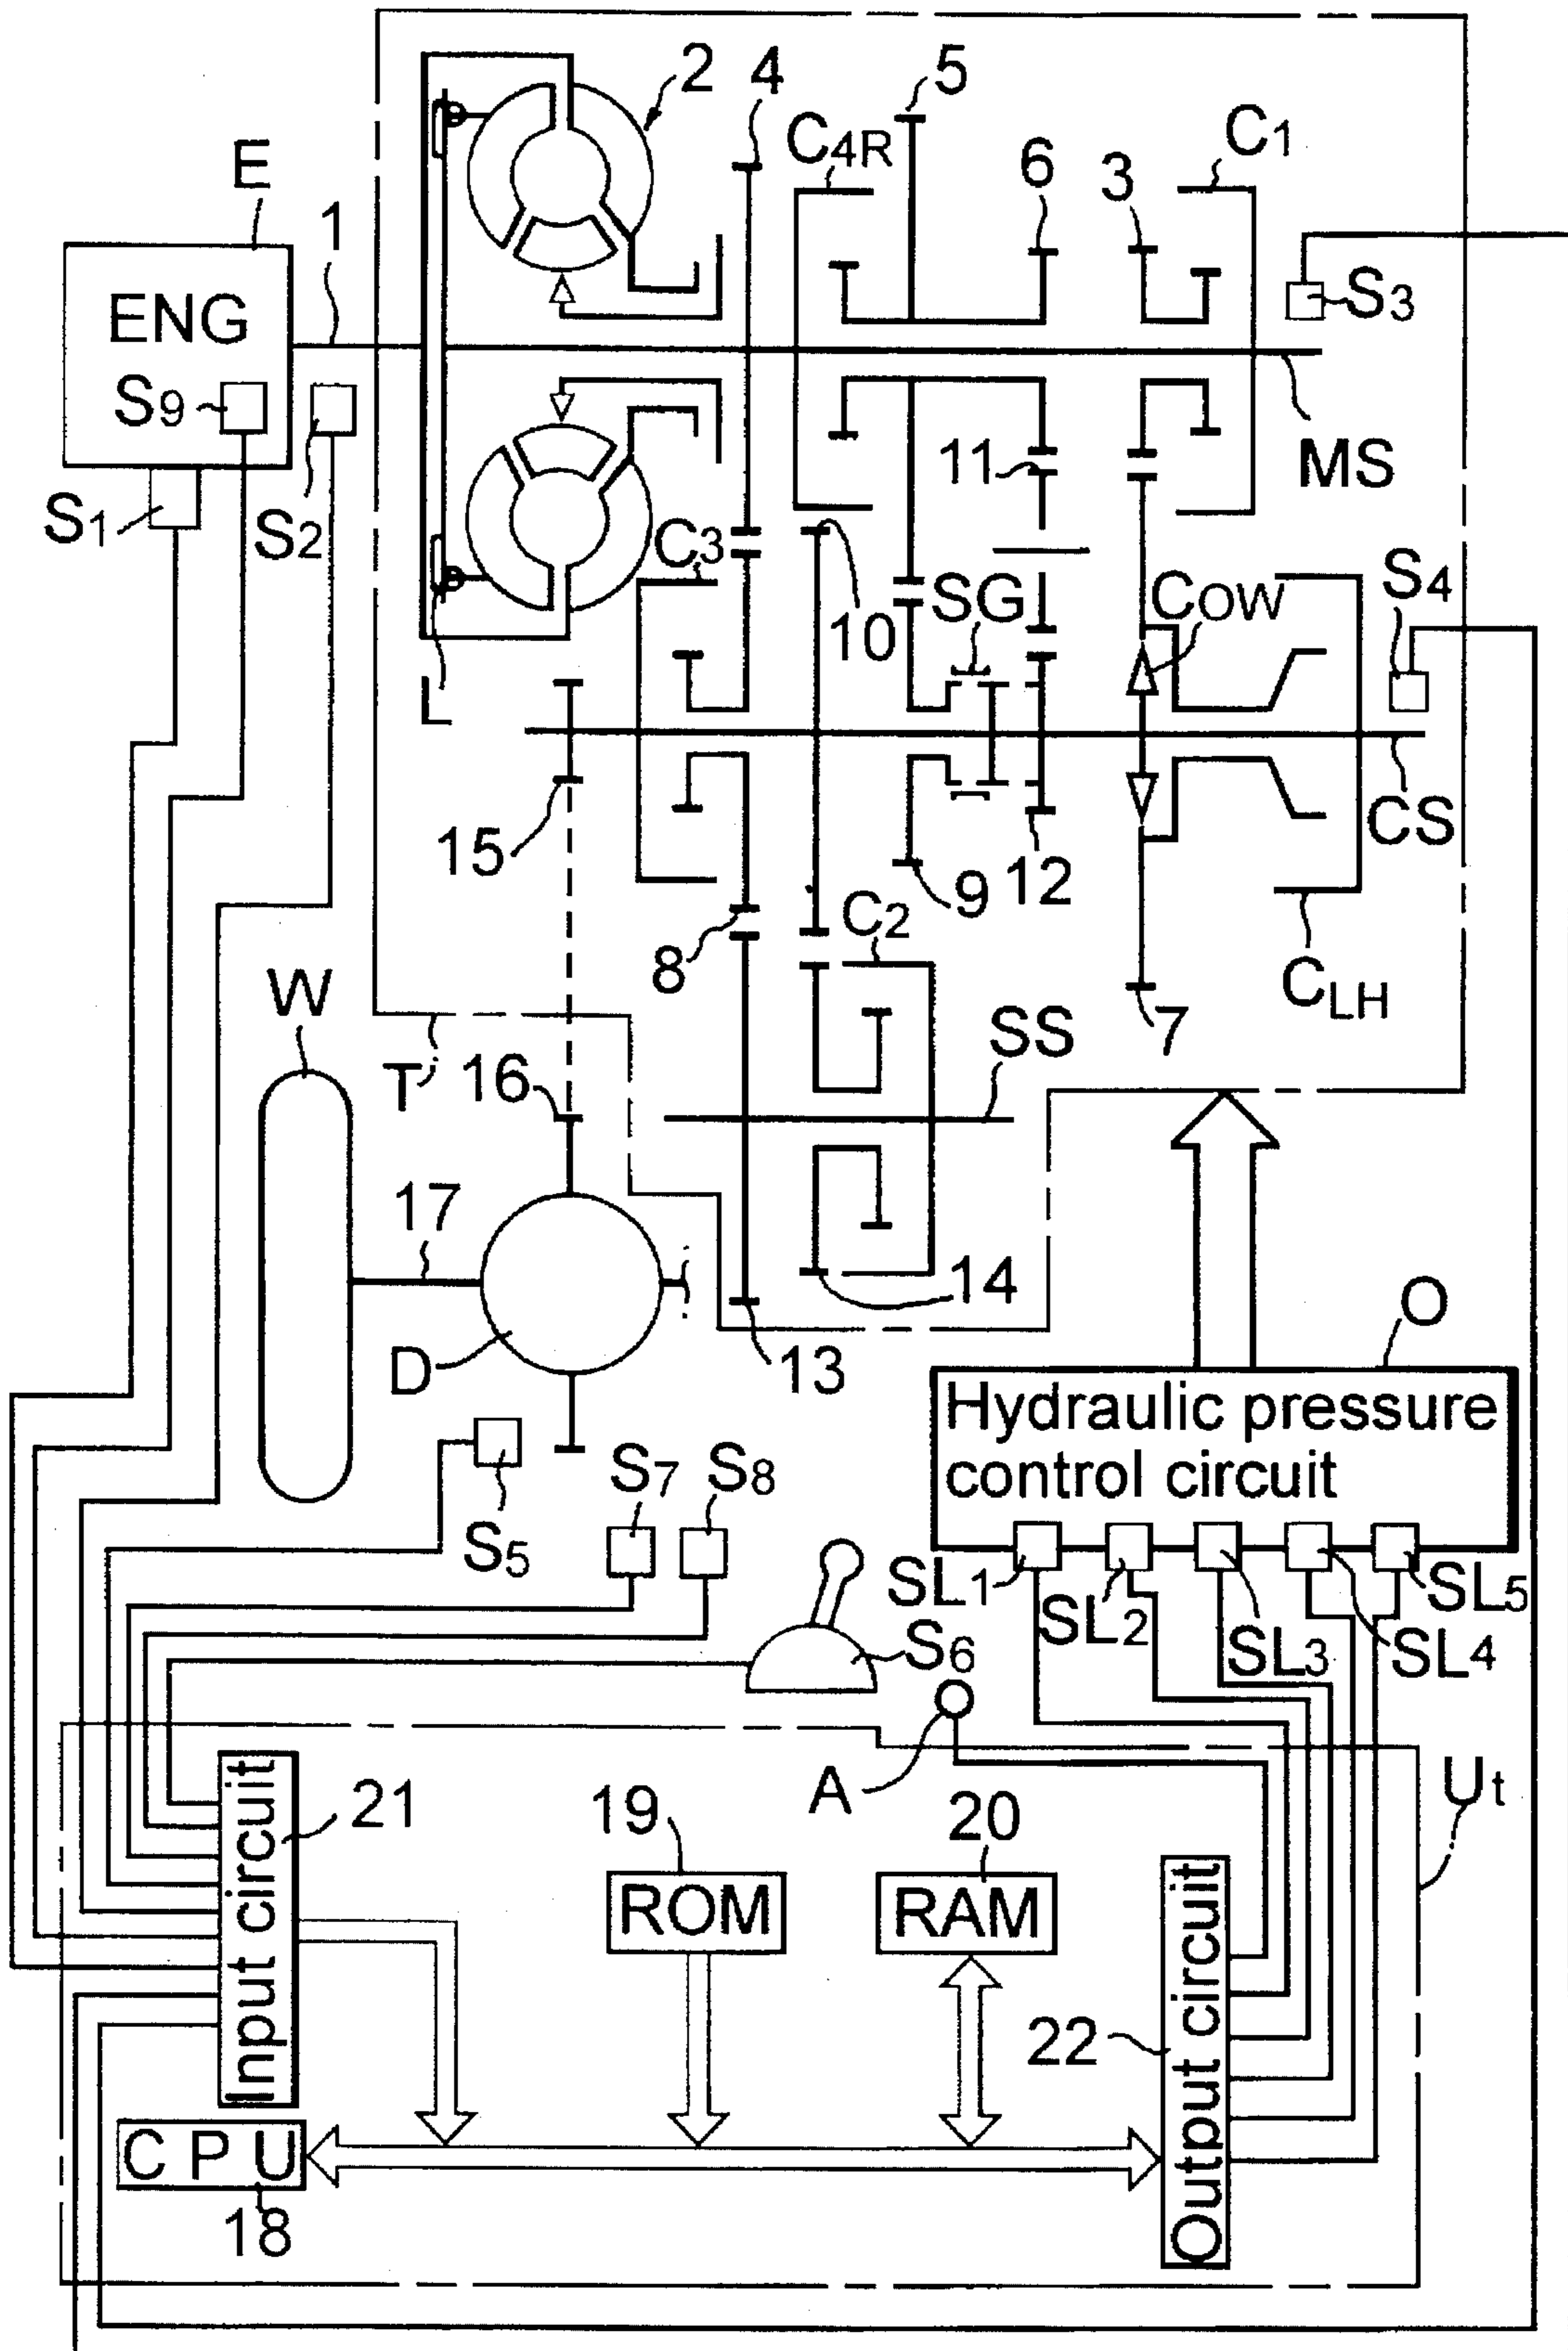 2
4
5
C4R
6
3
C1
E
1
ENG
S3
S9
S1
S2
11
MS
C3
10
SG
COW
S4
L
15
9
12
CS
8
C2
CLH
W
7
T
16
SS
17
14
O
D
13
Hydraulic pressure
control circuit
S5
S7
S8
SL1
SL2
SL3
SL4
SL5
S6
A
Ut
21
Input circuit
19
ROM
20
RAM
22
Output circuit
CPU
18